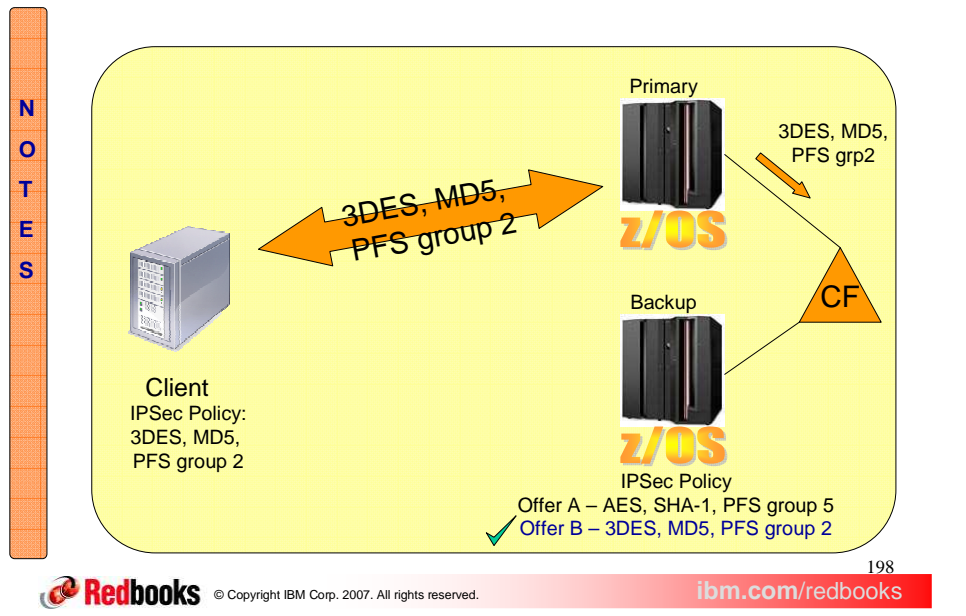 N
O
T
E
S
Primary
3DES, MD5,
PFS grp2
z/OS
3DES, MD5,
PFS group 2
CF
Backup
z/OS
Client
IPSec Policy:
3DES, MD5,
PFS group 2
IPSec Policy
Offer A – AES, SHA-1, PFS group 5
Offer B – 3DES, MD5, PFS group 2
198
Redbooks
© Copyright IBM Corp. 2007. All rights reserved.
ibm.com/redbooks